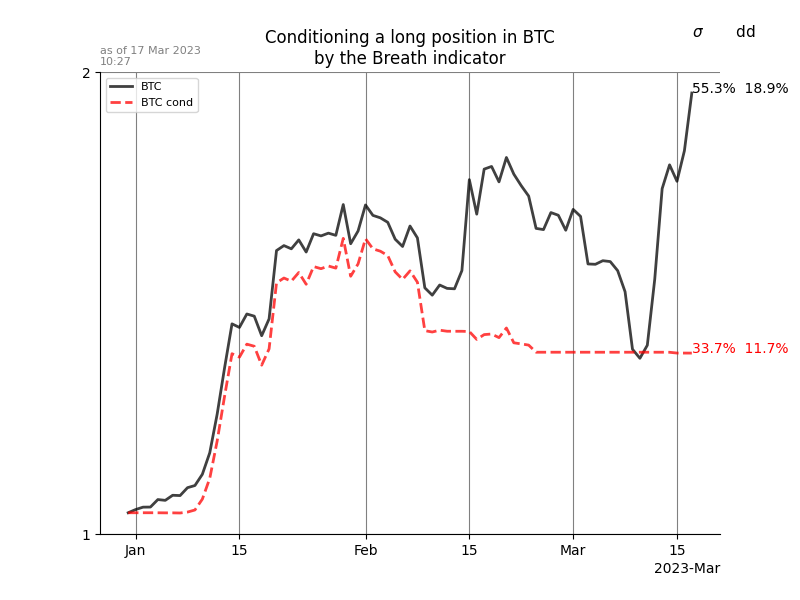 σ dd
Conditioning a long position in BTC
by the Breath indicator
as of 17 Mar 2023
10:27
2
BTC
BTC cond
55.3% 18.9%
33.7% 11.7%
1
Jan 15 Feb 15 Mar 15
2023-Mar